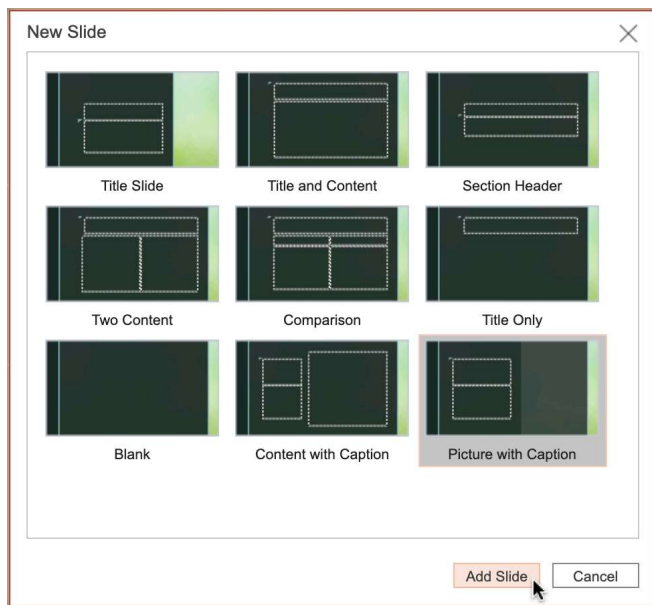 New Slide
Title Slide
Title and Content
Section Header
Two Content
Comparison
Title Only
Blank
Content with Caption
Picture with Caption
Add Slide
Cancel